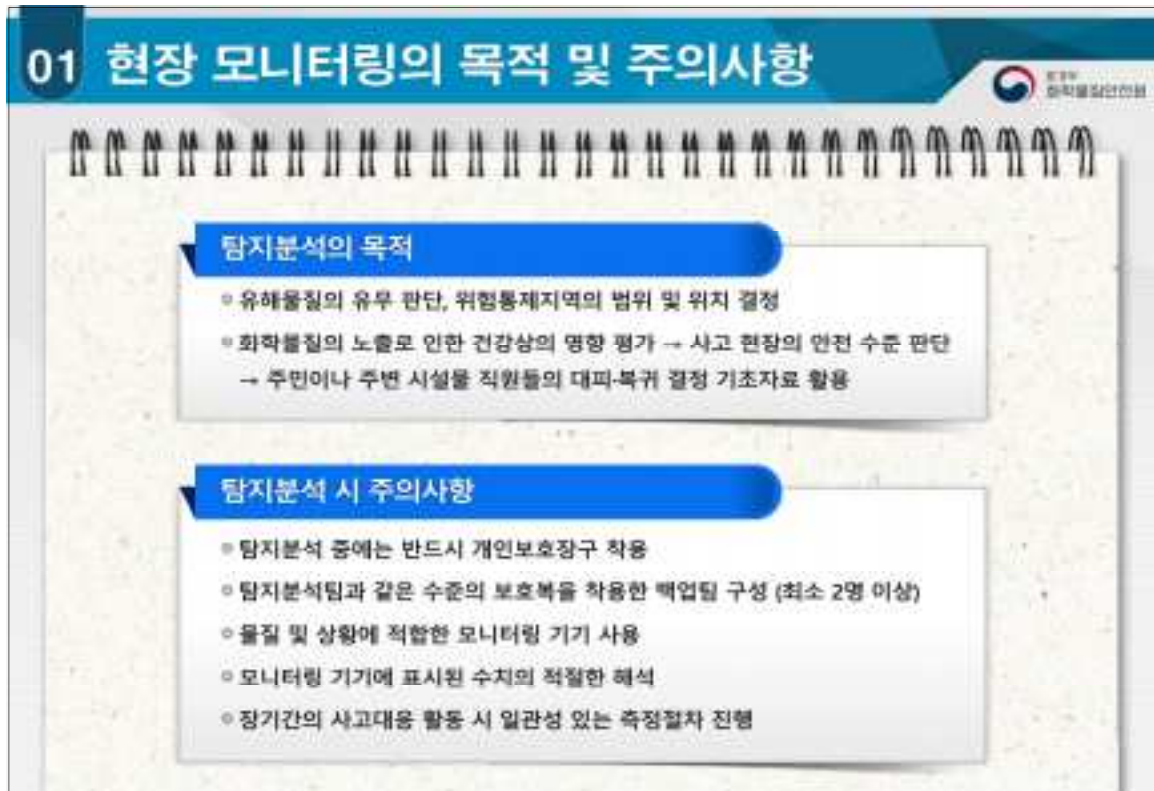 01 현장 모니터링의 목적 및 주의사항
환경부
화학물질안전원
탐지분석의 목적
유해물질의 유무 판단, 위험통제지역의 범위 및 위치 결정
화학물질의 노출로 인한 건강상의 영향 평가 → 사고 현장의 안전 수준 판단
→ 주민이나 주변 시설물 직원들의 대피·복귀 결정 기초자료 활용
탐지분석 시 주의사항
탐지분석 중에는 반드시 개인보호장구 착용
탐지분석팀과 같은 수준의 보호복을 착용한 백업팀 구성 (최소 2명 이상)
물질 및 상황에 적합한 모니터링 기기 사용
모니터링 기기에 표시된 수치의 적절한 해석
장기간의 사고대응 활동 시 일관성 있는 측정절차 진행